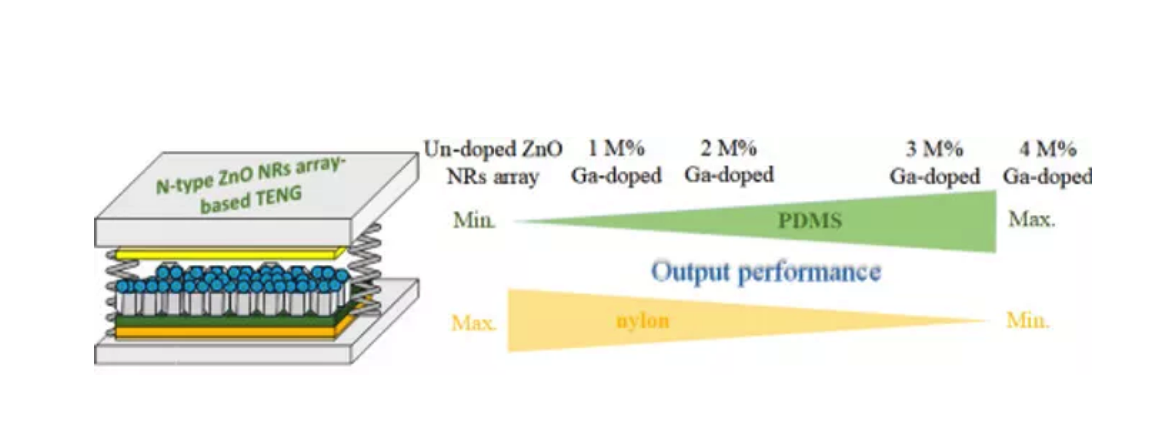 N-type ZnO NRs array-
based TENG
Un-doped ZnO
NRs array
1 M%
Ga-doped
2 M%
Ga-doped
3 M%
Ga-doped
4 M%
Ga-doped
Min.
PDMS
Max.
Output performance
Max.
nylon
Min.